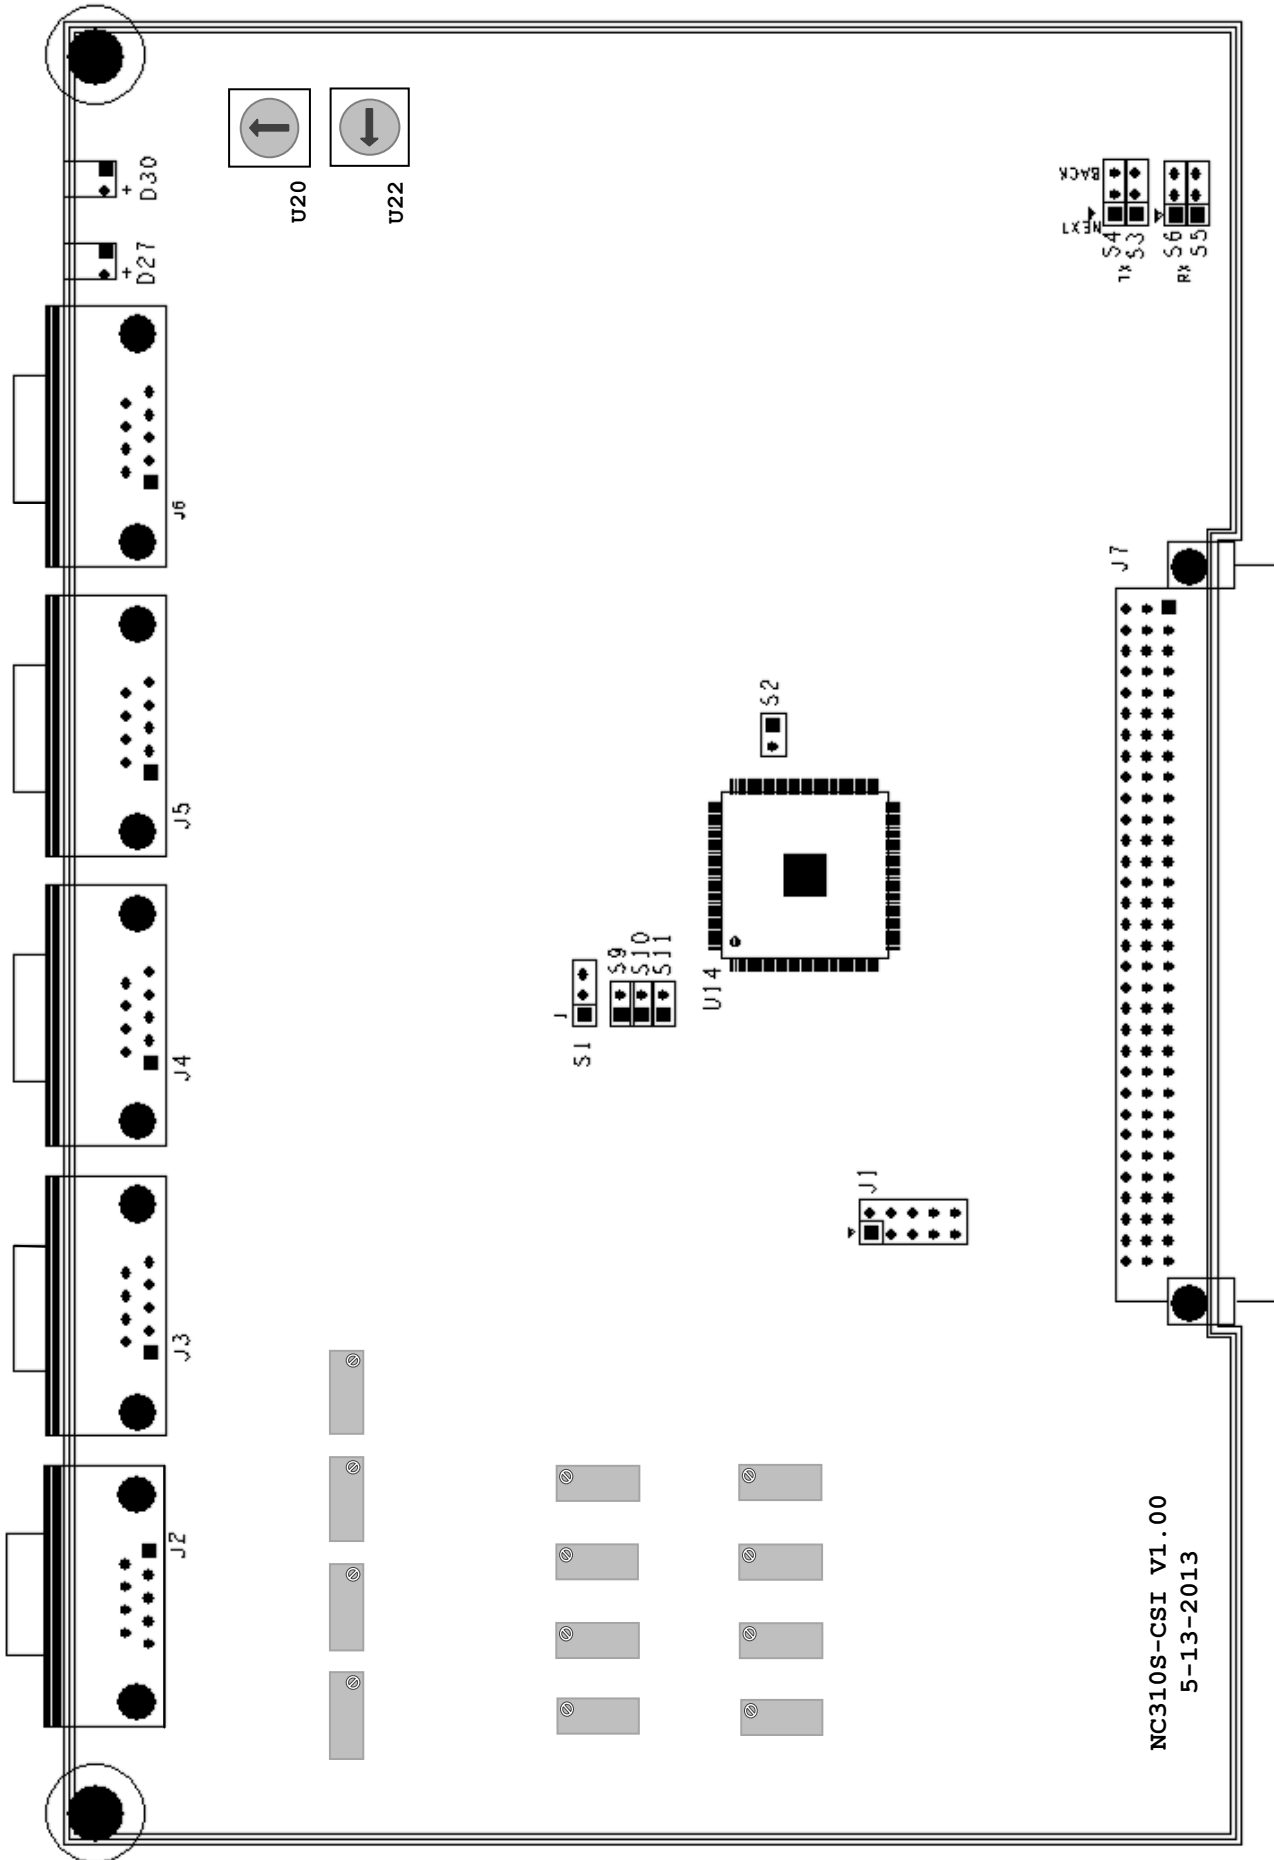 D30
D27
U20
U22
BACK
NEXT
S4
S3
TX
S6
S5
RX
J6
J7
J5
S2
S9
S10
S11
J
S1
U14
J4
J1
J3
J2
NC310S-CSI V1.00
5-13-2013